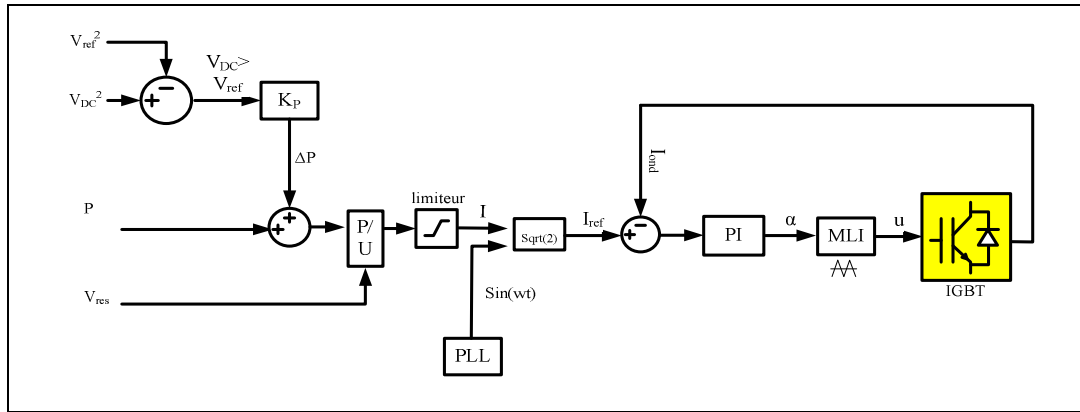 Vref²
VDC>
Vref
VDC²
KP
ΔP
P
P/
U
limiteur
I
Sqrt(2)
Iref
Iond
PI
α
MLI
u
IGBT
Vres
Sin(wt)
PLL